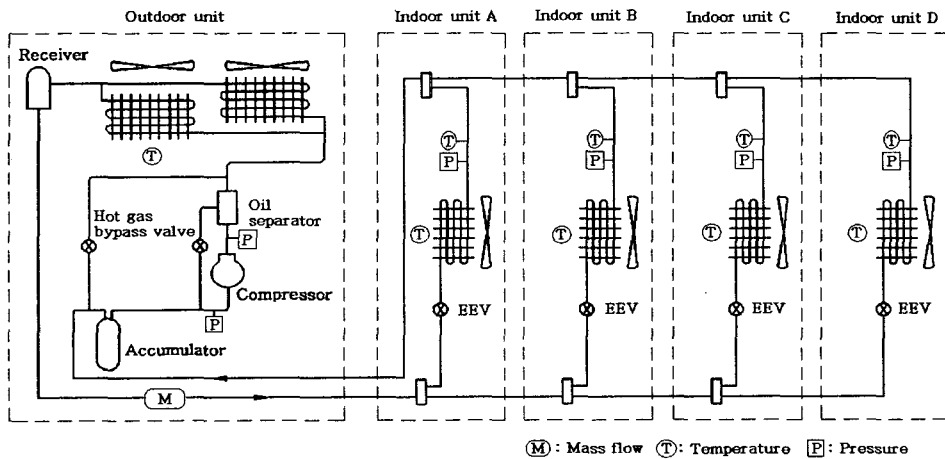 Outdoor unit
Indoor unit A
Indoor unit B
Indoor unit C
Indoor unit D
Receiver
T
Hot gas
bypass valve
Oil
separator
P
Compressor
P
Accumulator
M
T
P
T
EEV
T
P
T
EEV
T
P
T
EEV
T
P
T
EEV
M : Mass flow
T : Temperature
P : Pressure